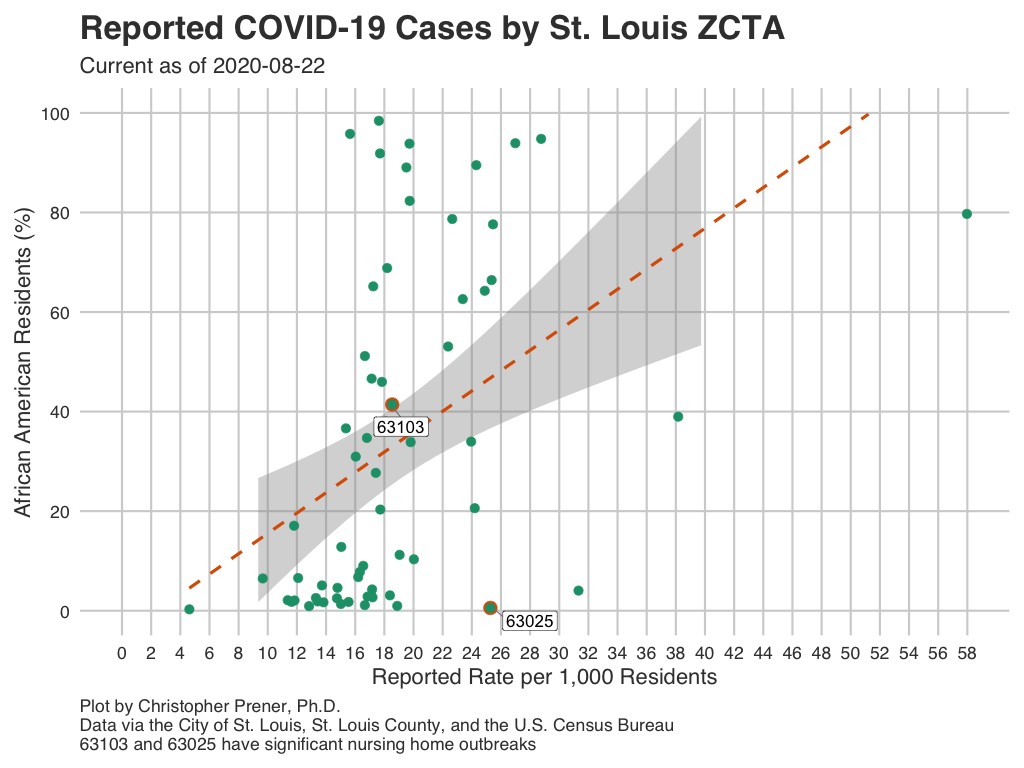 Reported COVID-19 Cases by St. Louis ZCTA
Current as of 2020-08-22
African American Residents (%)
100
80
60
40
20
0
63103
63025
0 2 4 6 8 10 12 14 16 18 20 22 24 26 28 30 32 34 36 38 40 42 44 46 48 50 52 54 56 58
Reported Rate per 1,000 Residents
Plot by Christopher Prener, Ph.D.
Data via the City of St. Louis, St. Louis County, and the U.S. Census Bureau
63103 and 63025 have significant nursing home outbreaks